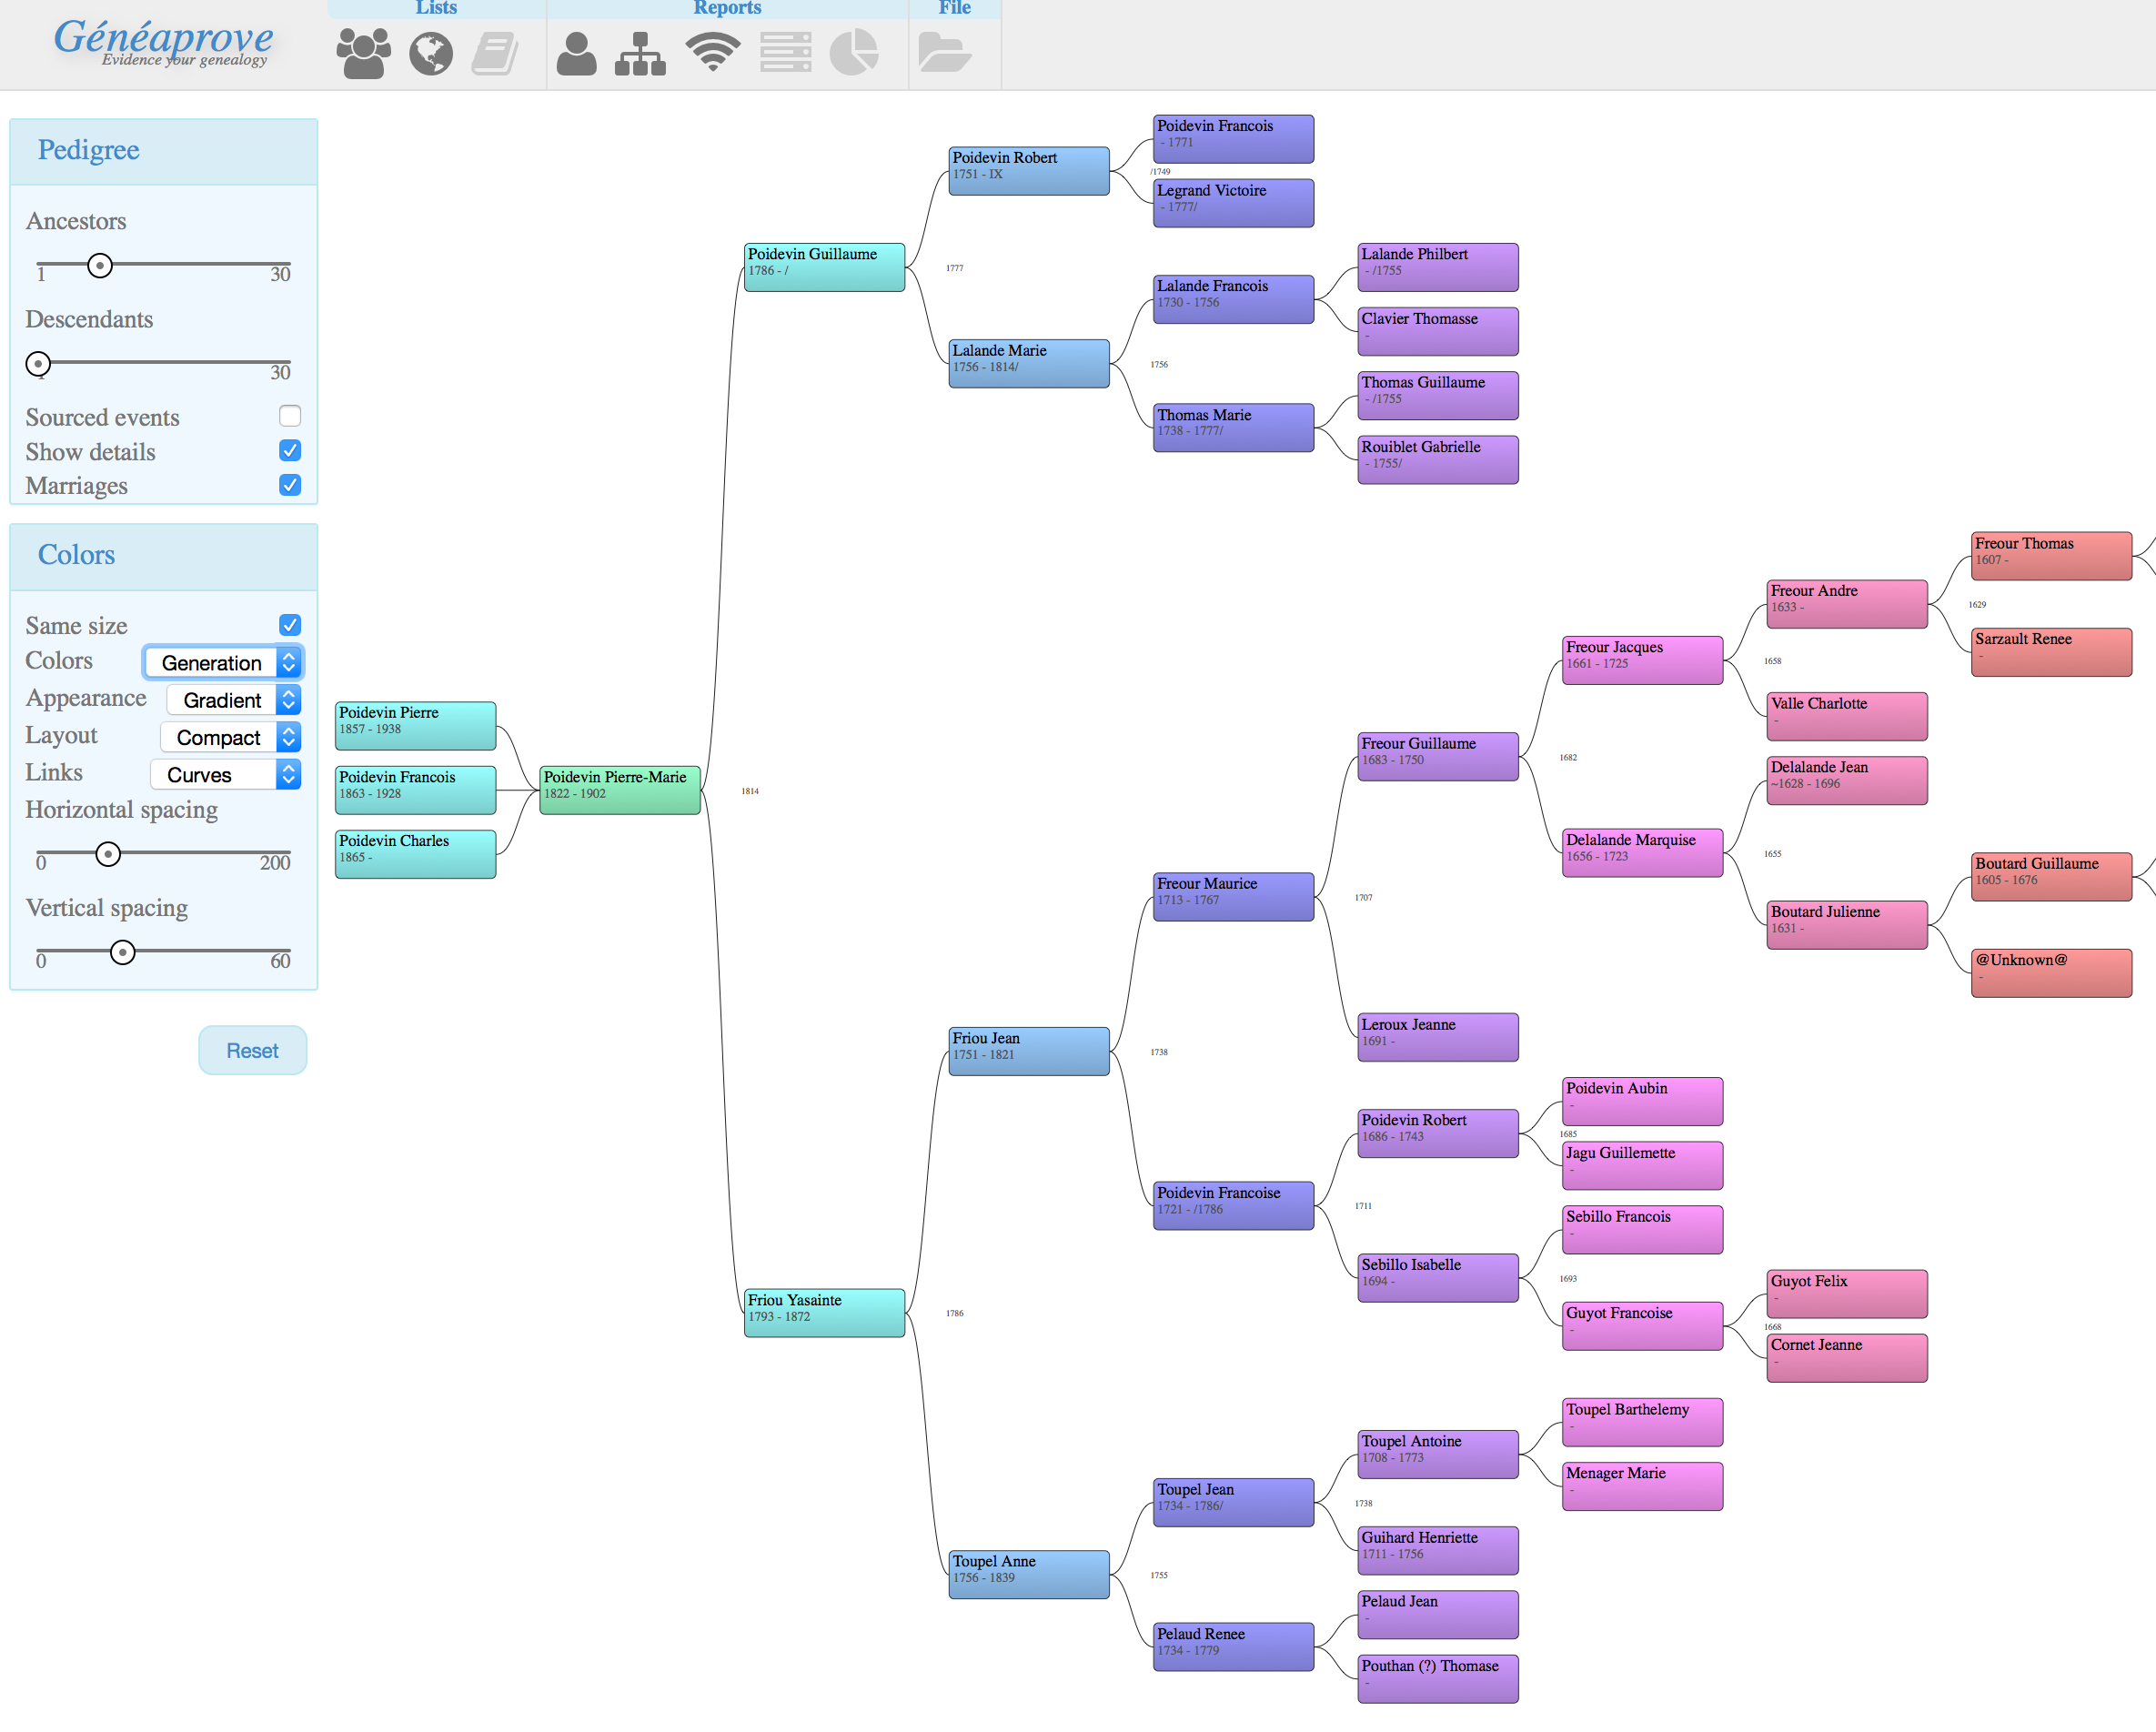 Lists
Reports
File
Généaprove
Evidence your genealogy
Pedigree
Ancestors
1
30
Descendants
1
30
Sourced events
Show details
Marriages
Colors
Same size
Colors
Generation
Appearance
Gradient
Layout
Compact
Links
Curves
Horizontal spacing
0
200
Vertical spacing
0
60
Reset
Poidevin Pierre
1857 - 1938
Poidevin Francois
1863 - 1928
Poidevin Charles
1865 -
Poidevin Pierre-Marie
1822 - 1902
1814
Poidevin Guillaume
1786 - /
Friou Yasainte
1793 - 1872
1777
1786
Poidevin Robert
1751 - IX
Lalande Marie
1756 - 1814/
Friou Jean
1751 - 1821
Toupel Anne
1756 - 1839
/1749
1756
1738
1755
Poidevin Francois
- 1771
Legrand Victoire
- 1777/
Lalande Francois
1730 - 1756
Thomas Marie
1738 - 1777/
Freour Maurice
1713 - 1767
Poidevin Francoise
1721 - /1786
Toupel Jean
1734 - 1786/
Pelaud Renee
1734 - 1779
1707
1711
1738
Lalande Philbert
- /1755
Clavier Thomasse
-
Thomas Guillaume
- /1755
Rouiblet Gabrielle
- 1755/
Freour Guillaume
1683 - 1750
Leroux Jeanne
1691 -
Poidevin Robert
1686 - 1743
Sebillo Isabelle
1694 -
Toupel Antoine
1708 - 1773
Guihard Henriette
1711 - 1756
Pelaud Jean
-
Pouthan (?) Thomase
-
1682
1685
1693
Freour Jacques
1661 - 1725
Delalande Marquise
1656 - 1723
Poidevin Aubin
-
Jagu Guillemette
-
Sebillo Francois
-
Guyot Francoise
-
Toupel Barthelemy
-
Menager Marie
-
1658
1655
1668
Freour Andre
1633 -
Valle Charlotte
-
Delalande Jean
~1628 - 1696
Boutard Julienne
1631 -
Guyot Felix
-
Cornet Jeanne
-
1629
Freour Thomas
1607 -
Sarzault Renee
-
Boutard Guillaume
1605 - 1676
@Unknown@
-